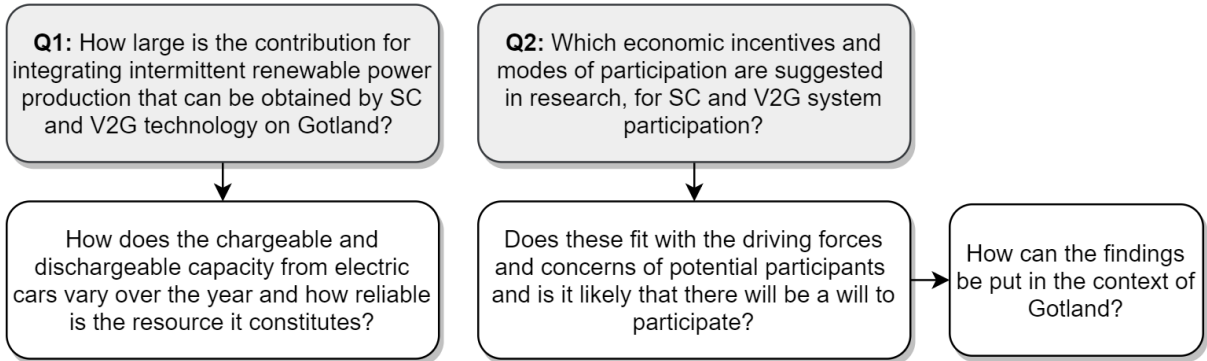 Q1: How large is the contribution for
integrating intermittent renewable power
production that can be obtained by SC
and V2G technology on Gotland?
How does the chargeable and
dischargeable capacity from electric
cars vary over the year and how reliable
is the resource it constitutes?
Q2: Which economic incentives and
modes of participation are suggested
in research, for SC and V2G system
participation?
Does these fit with the driving forces
and concerns of potential participants
and is it likely that there will be a will to
participate?
How can the findings
be put in the context of
Gotland?